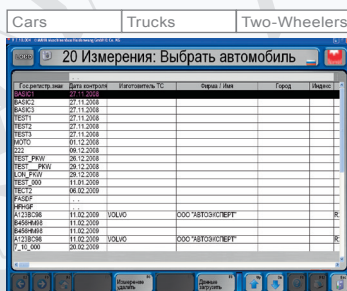 Cars Trucks Two-Wheelers
20 Измерения: Выбрать автомобиль
Гос.регистр.знак Дата контроля Изготовитель ТС Фирма / Имя Город Индекс
BASIC1 27.11.2008
BASIC2 27.11.2008
BASIC3 27.11.2008
TEST1 27.11.2008
TEST2 27.11.2008
TEST3 27.11.2008
MOTO 01.12.2008
222 09.12.2008
TEST_PKW 26.12.2008
TEST___PKW 29.12.2008
LON_PKW 29.12.2008
TEST_000 11.01.2009
TECT2 06.02.2009
FASDF . .
HFHGF . .
A123BC98 11.02.2009 VOLVO ООО "АВТОЭКСПЕРТ" R
B456HM98 11.02.2009
B456HM98 11.02.2009
A123BC98 11.02.2009 VOLVO ООО "АВТОЭКСПЕРТ" R
7_10_000 20.02.2009
Измерение удалить Данные загрузить